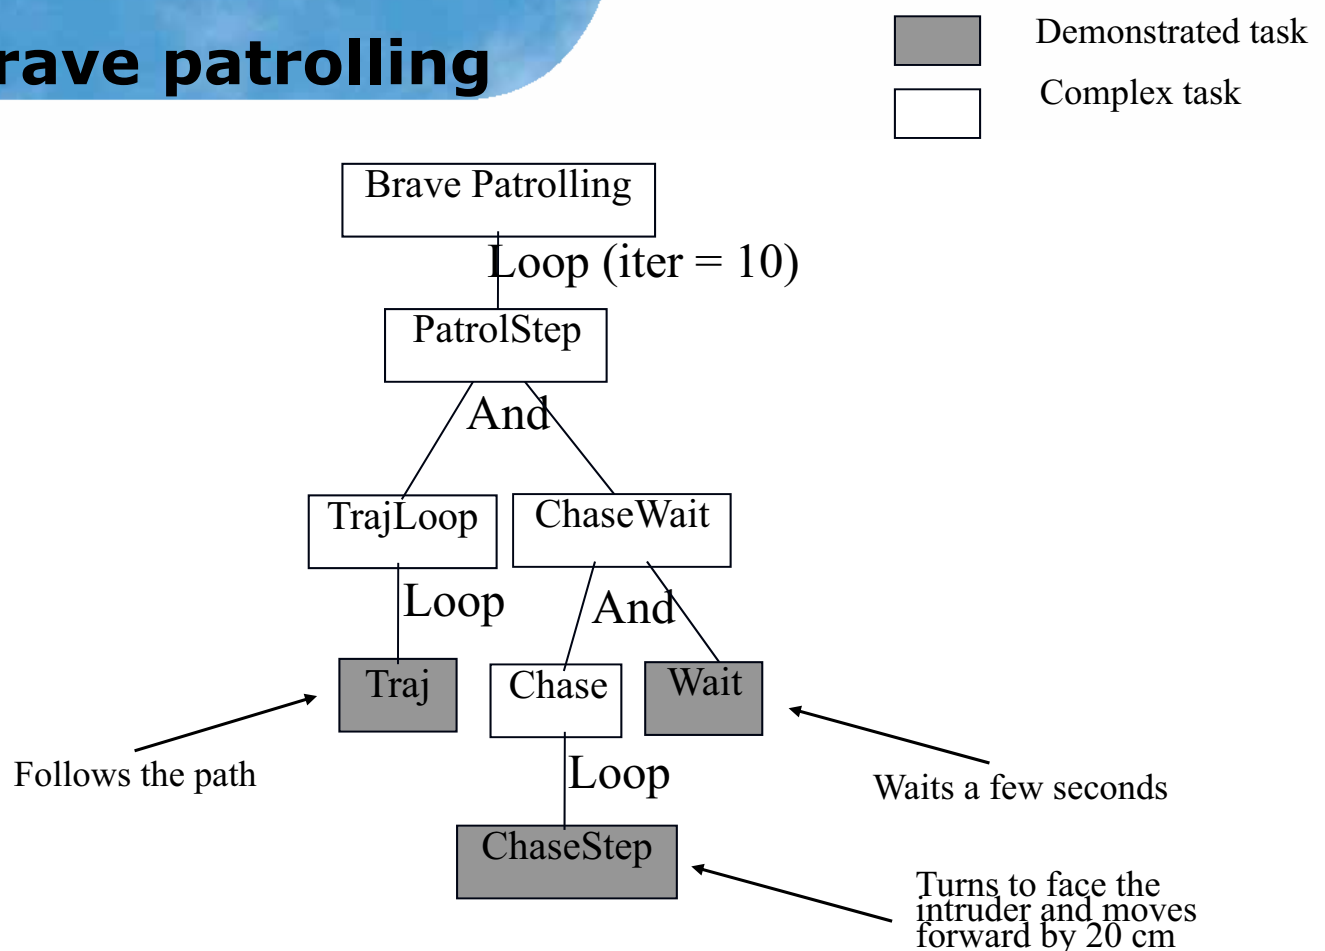 rave patrolling
Demonstrated task
Complex task
Brave Patrolling
Loop (iter = 10)
PatrolStep
And
TrajLoop
ChaseWait
Loop
And
Traj
Chase
Wait
Follows the path
Loop
Waits a few seconds
ChaseStep
Turns to face the
intruder and moves
forward by 20 cm